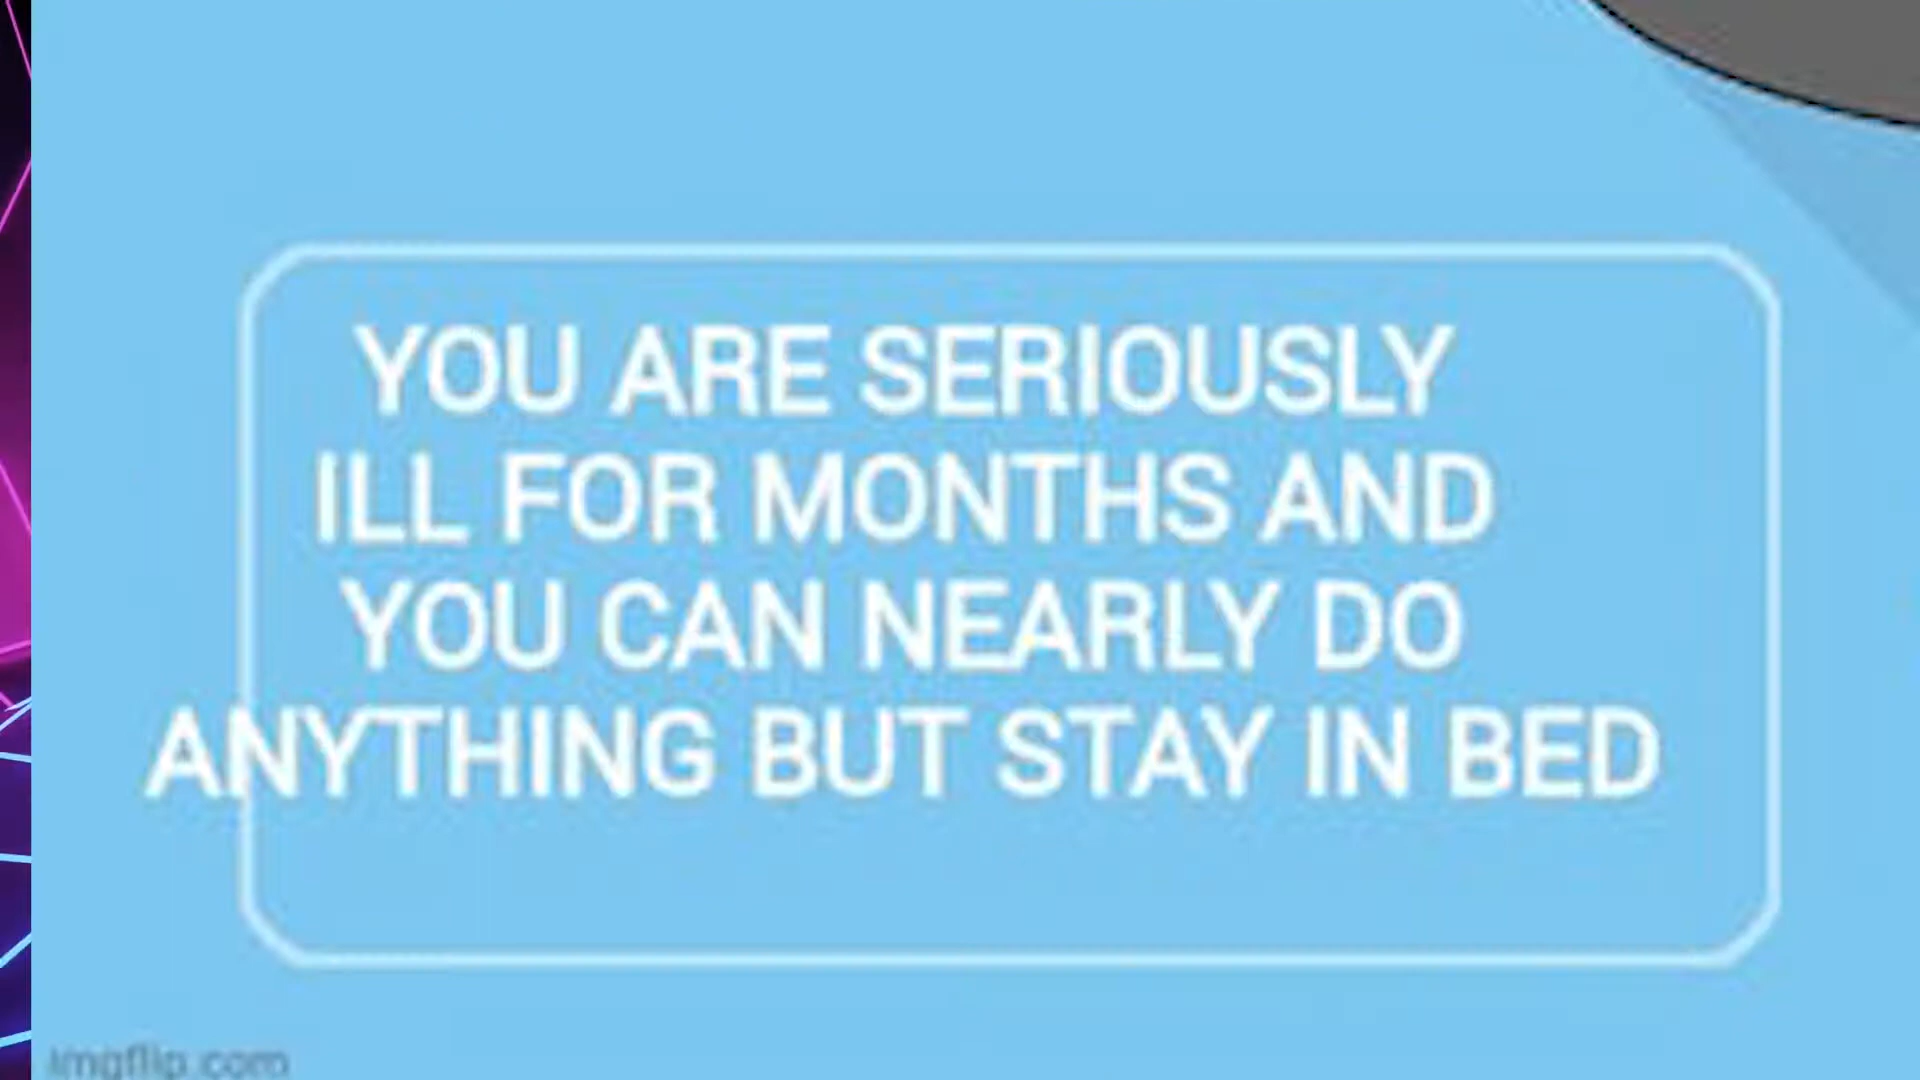 YOU ARE SERIOUSLY
ILL FOR MONTHS AND
YOU CAN NEARLY DO
ANYTHING BUT STAY IN BED
imgflip.com